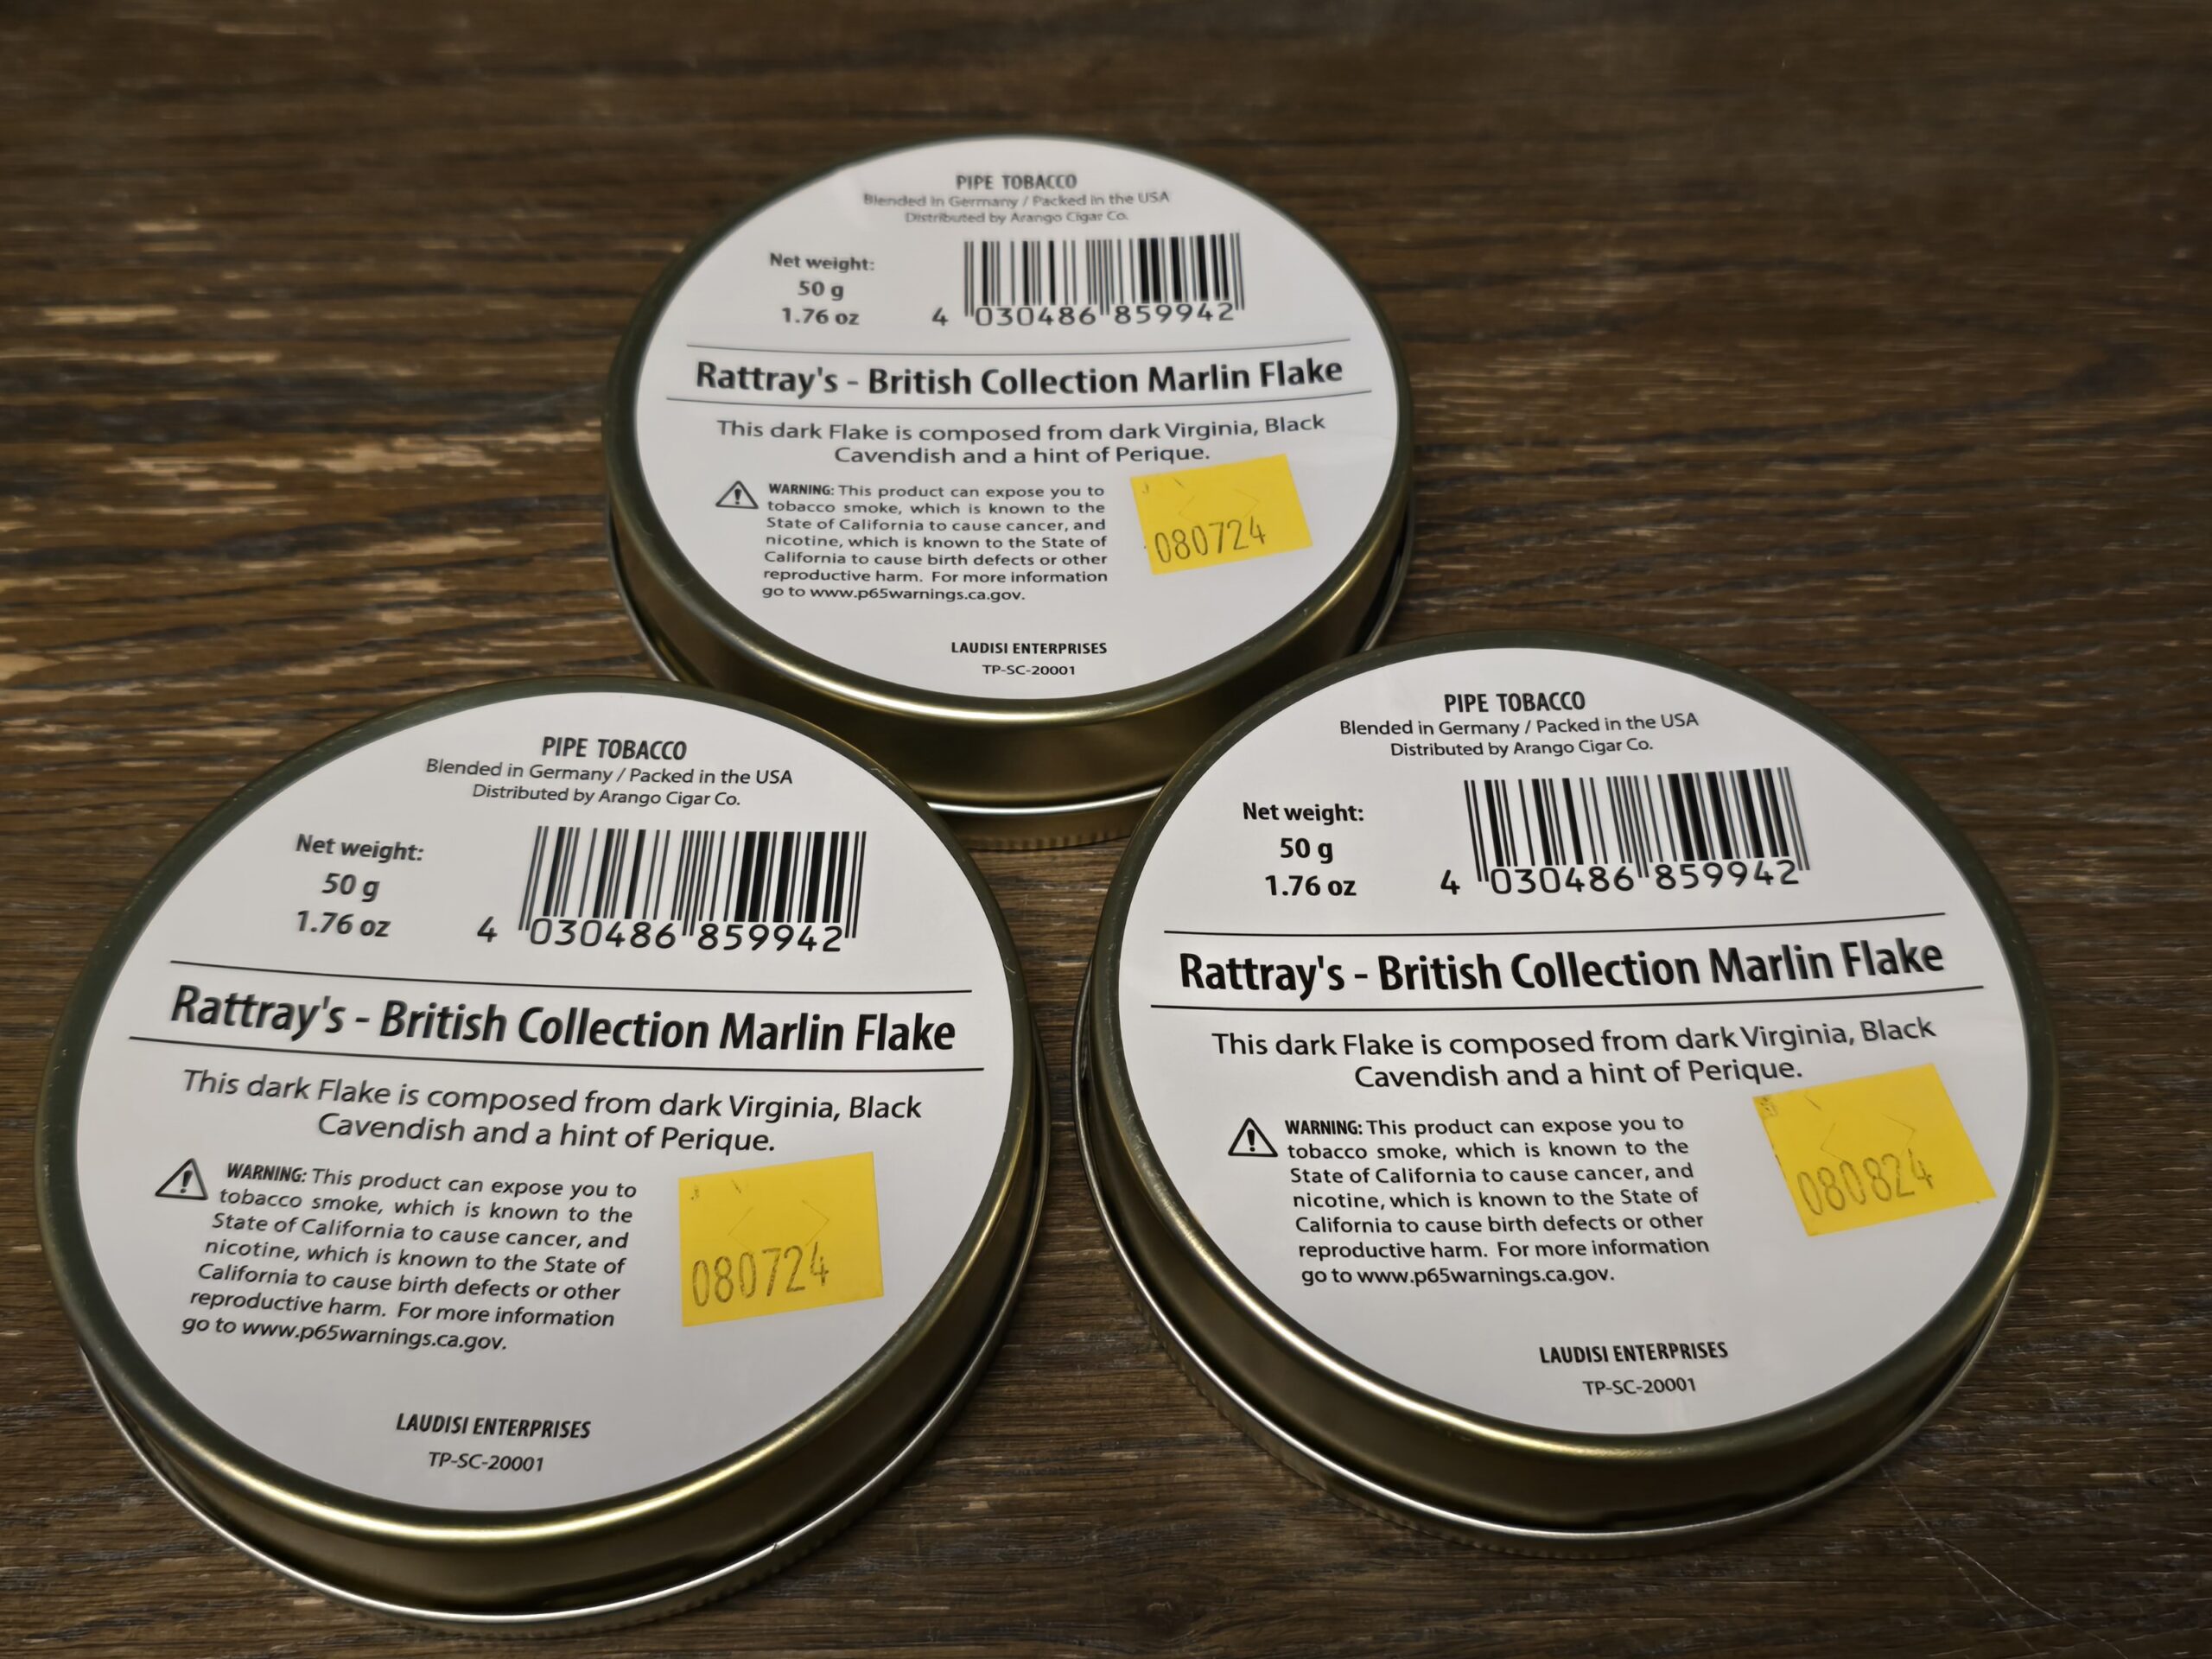 PIPE TOBACCO
Blended in Germany / Packed in the USA
Distributed by Arango Cigar Co.
Net weight:
50 g
1.76 oz
4 030486 859942
Rattray's - British Collection Marlin Flake
This dark Flake is composed from dark Virginia, Black
Cavendish and a hint of Perique.
WARNING: This product can expose you to
tobacco smoke, which is known to the
State of California to cause cancer, and
nicotine, which is known to the State of
California to cause birth defects or other
reproductive harm. For more information
go to www.p65warnings.ca.gov.
080724
LAUDISI ENTERPRISES
TP-SC-20001
PIPE TOBACCO
Blended in Germany / Packed in the USA
Distributed by Arango Cigar Co.
Net weight:
50 g
1.76 oz
4 030486 859942
Rattray's - British Collection Marlin Flake
This dark Flake is composed from dark Virginia, Black
Cavendish and a hint of Perique.
WARNING: This product can expose you to
tobacco smoke, which is known to the
State of California to cause cancer, and
nicotine, which is known to the State of
California to cause birth defects or other
reproductive harm. For more information
go to www.p65warnings.ca.gov.
080724
LAUDISI ENTERPRISES
TP-SC-20001
PIPE TOBACCO
Blended in Germany / Packed in the USA
Distributed by Arango Cigar Co.
Net weight:
50 g
1.76 oz
4 030486 859942
Rattray's - British Collection Marlin Flake
This dark Flake is composed from dark Virginia, Black
Cavendish and a hint of Perique.
WARNING: This product can expose you to
tobacco smoke, which is known to the
State of California to cause cancer, and
nicotine, which is known to the State of
California to cause birth defects or other
reproductive harm. For more information
go to www.p65warnings.ca.gov.
080824
LAUDISI ENTERPRISES
TP-SC-20001